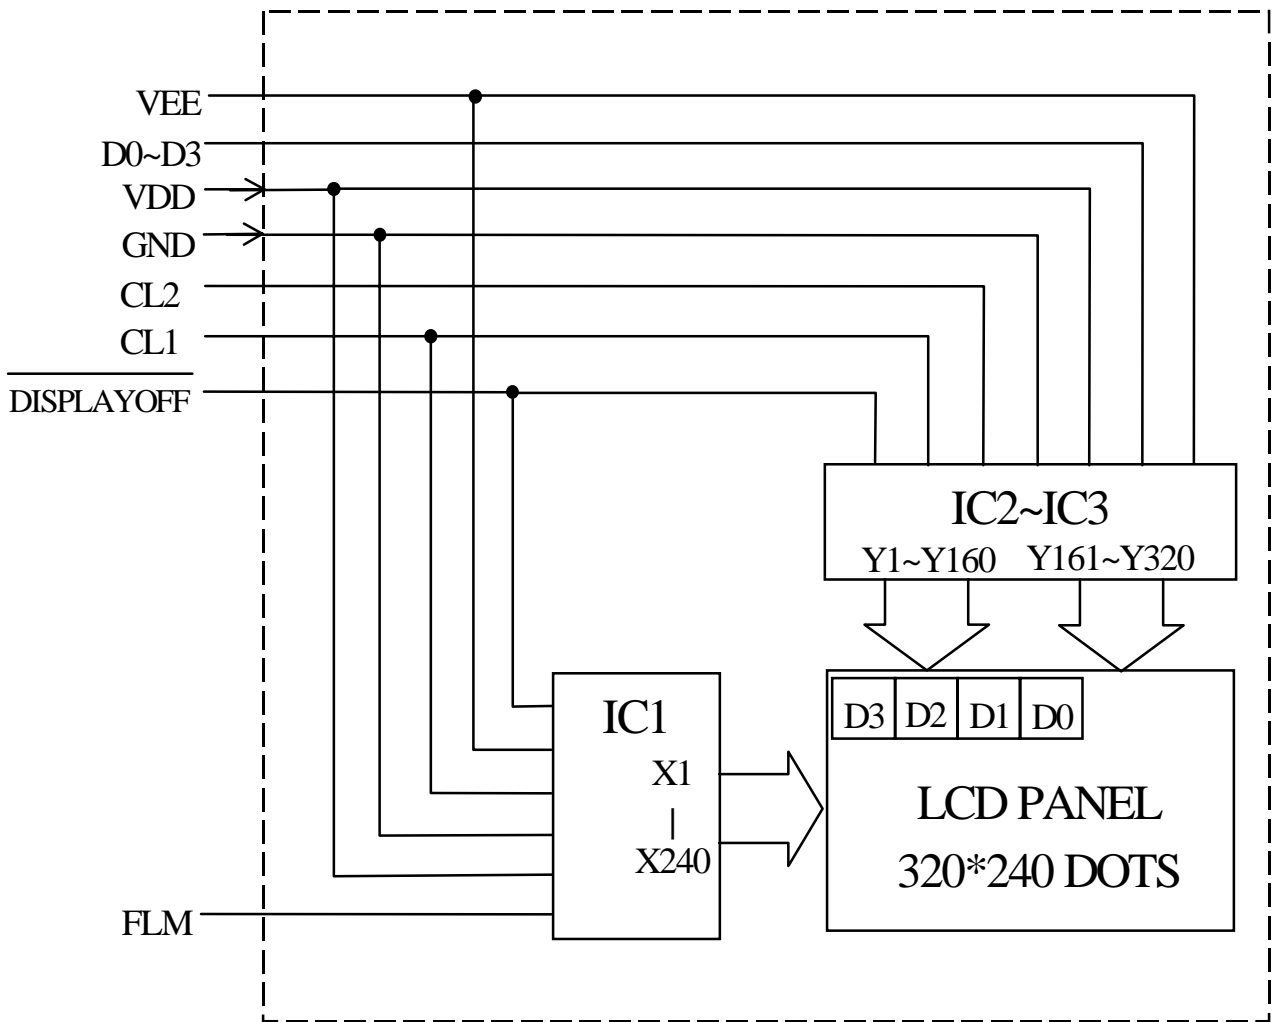 VEE
D0~D3
VDD
GND
CL2
CL1
DISPLAYOFF
IC2~IC3
Y1~Y160 Y161~Y320
IC1
X1
|
X240
D3 D2 D1 D0
LCD PANEL
320*240 DOTS
FLM